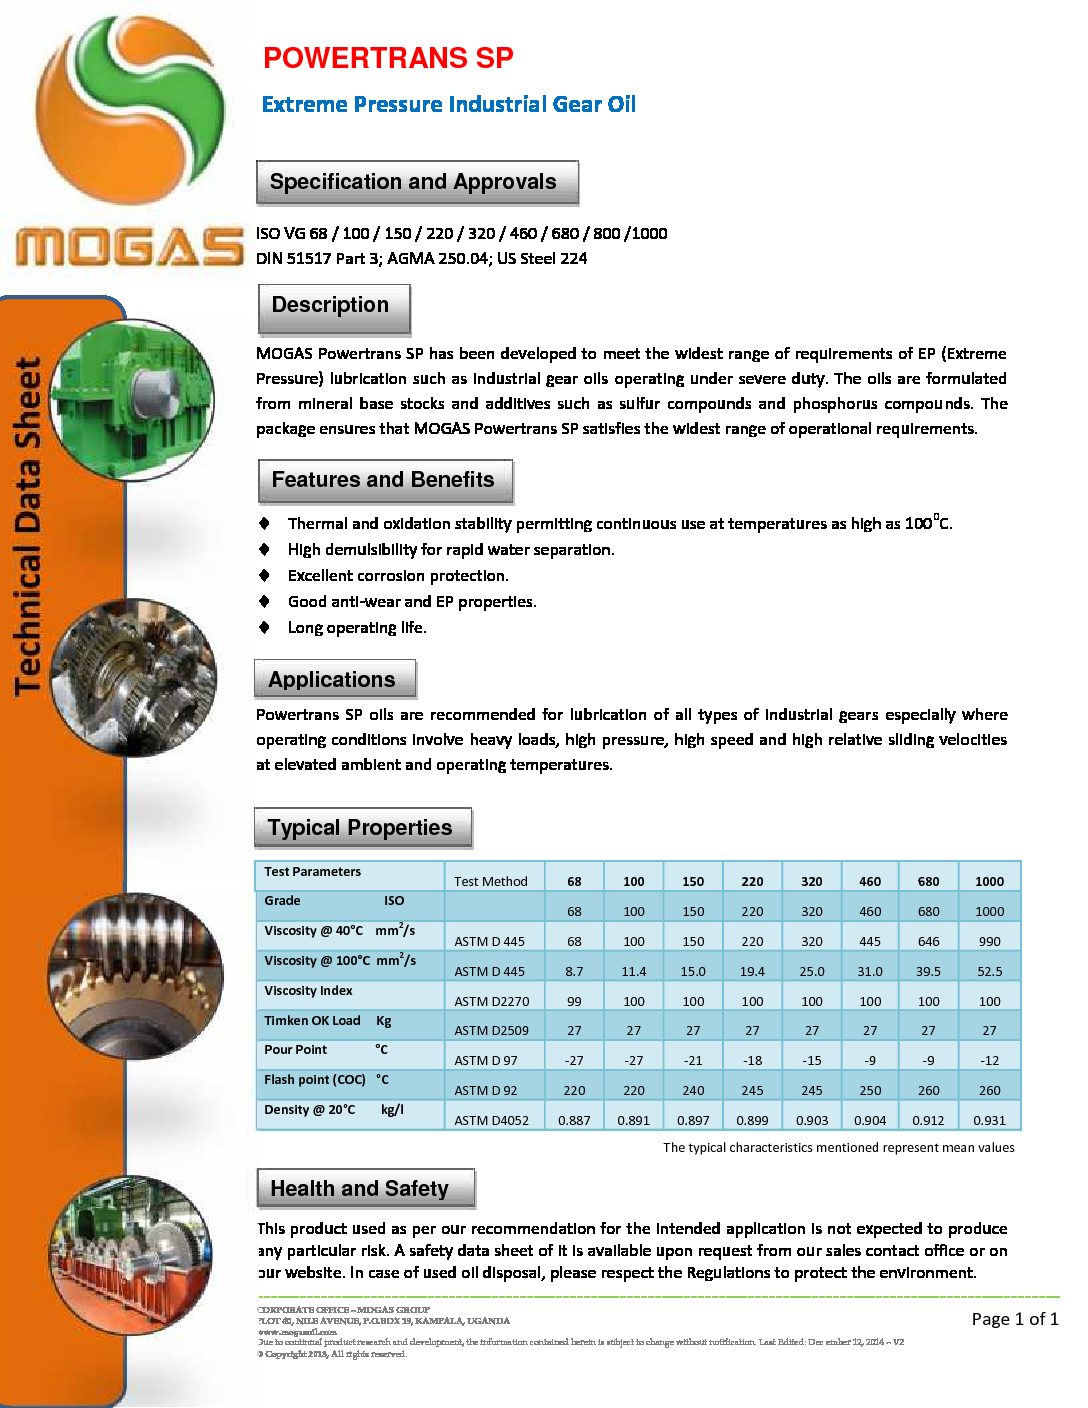 POWERTRANS SP
Extreme Pressure Industrial Gear Oil
MOGAS
Specification and Approvals
ISO VG 68 / 100 / 150 / 220 / 320 / 460 / 680 / 800 /1000
DIN 51517 Part 3; AGMA 250.04; US Steel 224
Technical Data Sheet
Description
MOGAS Powertrans SP has been developed to meet the widest range of requirements of EP (Extreme
Pressure) lubrication such as industrial gear oils operating under severe duty. The oils are formulated
from mineral base stocks and additives such as sulfur compounds and phosphorus compounds. The
package ensures that MOGAS Powertrans SP satisfies the widest range of operational requirements.
Features and Benefits
♦ Thermal and oxidation stability permitting continuous use at temperatures as high as 100⁰C.
♦ High demulsibility for rapid water separation.
♦ Excellent corrosion protection.
♦ Good anti-wear and EP properties.
♦ Long operating life.
Applications
Powertrans SP oils are recommended for lubrication of all types of industrial gears especially where
operating conditions involve heavy loads, high pressure, high speed and high relative sliding velocities
at elevated ambient and operating temperatures.
Typical Properties
Test Parameters Test Method 68 100 150 220 320 460 680 1000
Grade ISO 68 100 150 220 320 460 680 1000
Viscosity @ 40°C mm²/s ASTM D 445 68 100 150 220 320 445 646 990
Viscosity @ 100°C mm²/s ASTM D 445 8.7 11.4 15.0 19.4 25.0 31.0 39.5 52.5
Viscosity Index ASTM D2270 99 100 100 100 100 100 100 100
Timken OK Load Kg ASTM D2509 27 27 27 27 27 27 27 27
Pour Point °C ASTM D 97 -27 -27 -21 -18 -15 -9 -9 -12
Flash point (COC) °C ASTM D 92 220 220 240 245 245 250 260 260
Density @ 20°C kg/l ASTM D4052 0.887 0.891 0.897 0.899 0.903 0.904 0.912 0.931
The typical characteristics mentioned represent mean values
Health and Safety
This product used as per our recommendation for the intended application is not expected to produce
any particular risk. A safety data sheet of it is available upon request from our sales contact office or on
our website. In case of used oil disposal, please respect the Regulations to protect the environment.
CORPORATE OFFICE – MOGAS GROUP
PLOT 40, NILE AVENUE, P.O.BOX 13, KAMPALA, UGANDA
www.mogasoil.com
Due to continual product research and development, the information contained herein is subject to change without notification. Last Edited: Dec ember 12, 2014 – V2
© Copyright 2013, All rights reserved.
Page 1 of 1